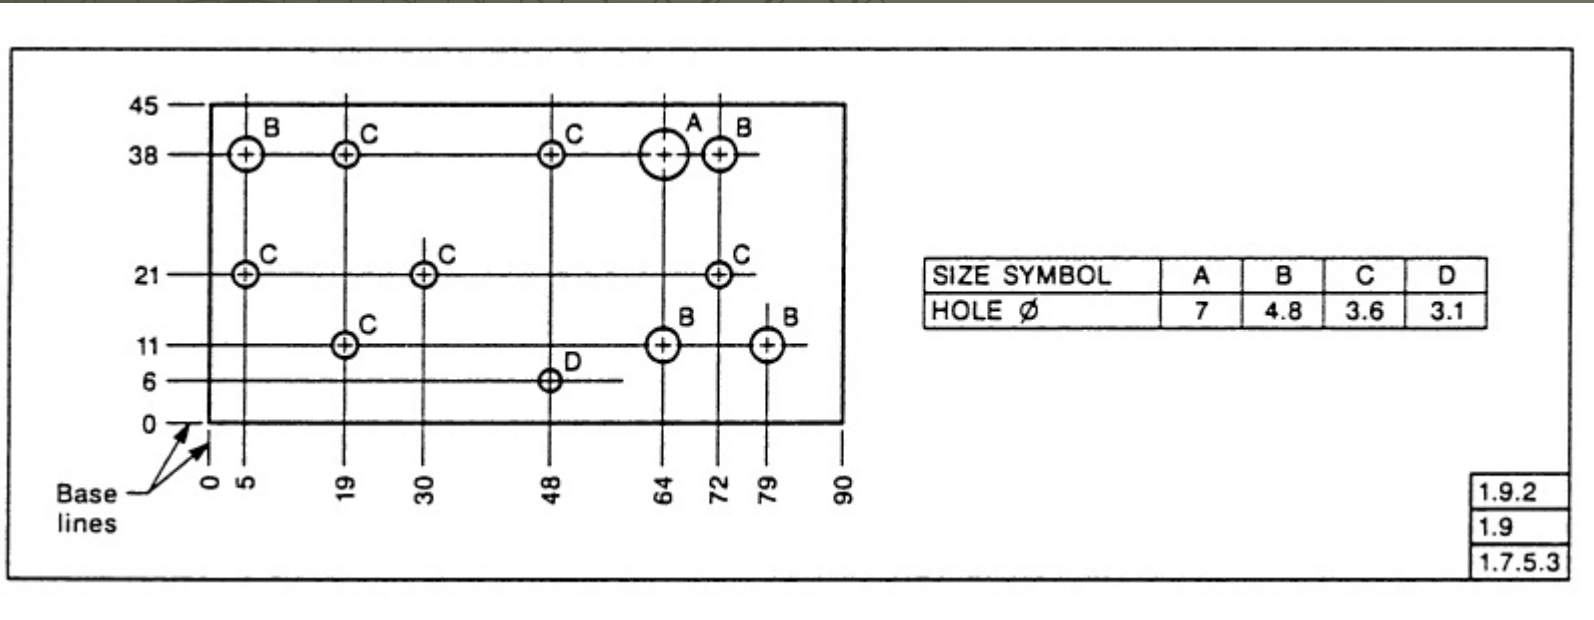 45
B
C
C
A
B
38
C
C
C
21
C
B
B
11
D
6
0
Base
lines
0
5
19
30
48
64
72
79
90
SIZE SYMBOL A B C D
HOLE Ø 7 4.8 3.6 3.1
1.9.2
1.9
1.7.5.3